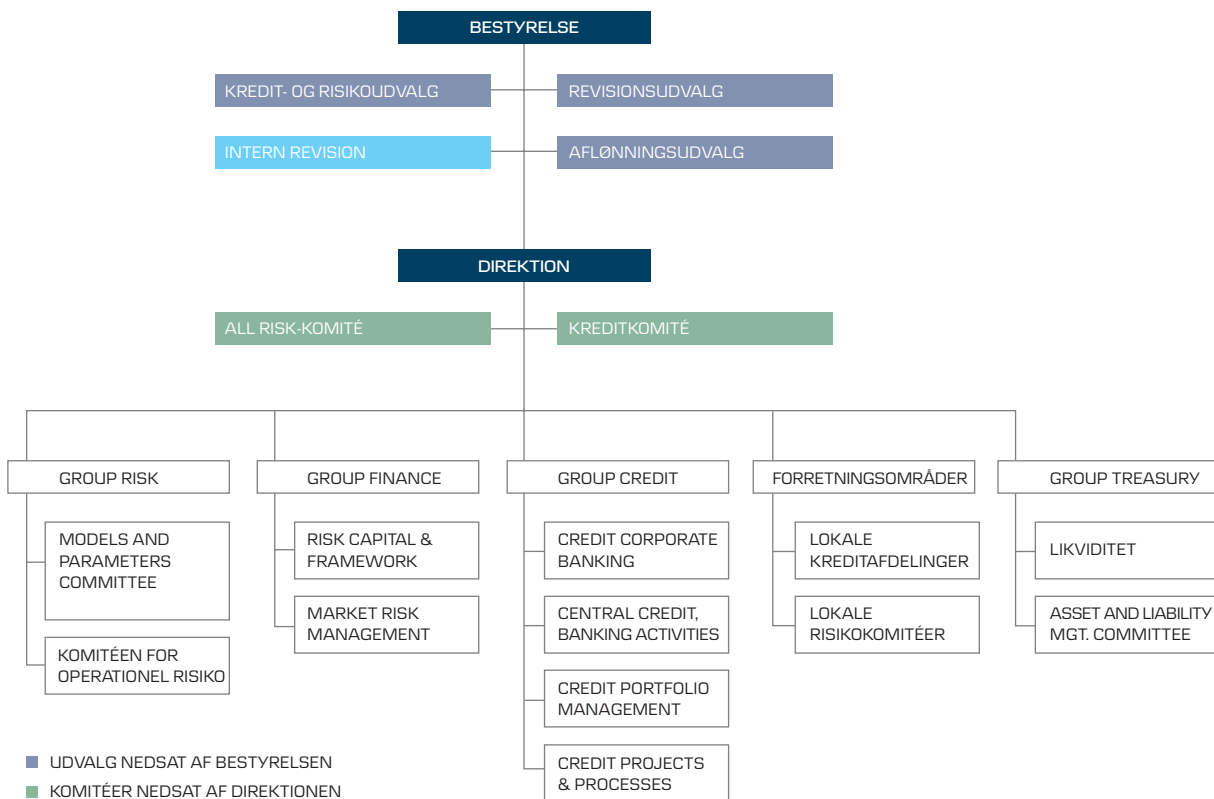 BESTYRELSE
KREDIT- OG RISIKOUDVALG
REVISIONSUDVALG
INTERN REVISION
AFLØNNINGSUDVALG
DIREKTION
ALL RISK-KOMITÉ
KREDITKOMITÉ
GROUP RISK
GROUP FINANCE
GROUP CREDIT
FORRETNINGSOMRÅDER
GROUP TREASURY
MODELS AND
PARAMETERS
COMMITTEE
KOMITÉEN FOR
OPERATIONEL RISIKO
RISK CAPITAL &
FRAMEWORK
MARKET RISK
MANAGEMENT
CREDIT CORPORATE
BANKING
CENTRAL CREDIT,
BANKING ACTIVITIES
CREDIT PORTFOLIO
MANAGEMENT
CREDIT PROJECTS
& PROCESSES
LOKALE
KREDITAFDELINGER
LOKALE
RISIKOKOMITÉER
LIKVIDITET
ASSET AND LIABILITY
MGT. COMMITTEE
UDVALG NEDSAT AF BESTYRELSEN
KOMITÉER NEDSAT AF DIREKTIONEN